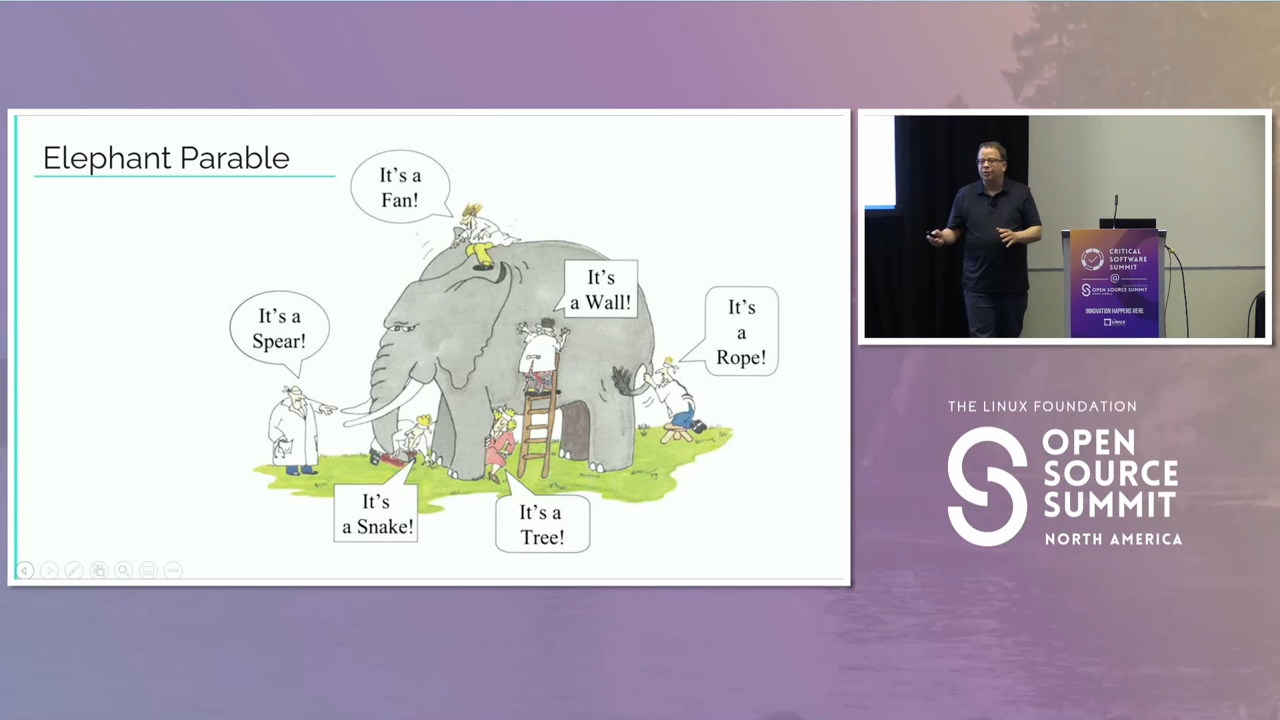 Elephant Parable
It's a
Fan!
It's
a Wall!
It's a
Spear!
It's
a
Rope!
It's
a Snake!
It's a
Tree!
CRITICAL
SOFTWARE
SUMMIT
@
OPEN SOURCE SUMMIT
INNOVATION HAPPENS HERE
LINUX
THE LINUX FOUNDATION
OPEN
SOURCE
SUMMIT
NORTH AMERICA